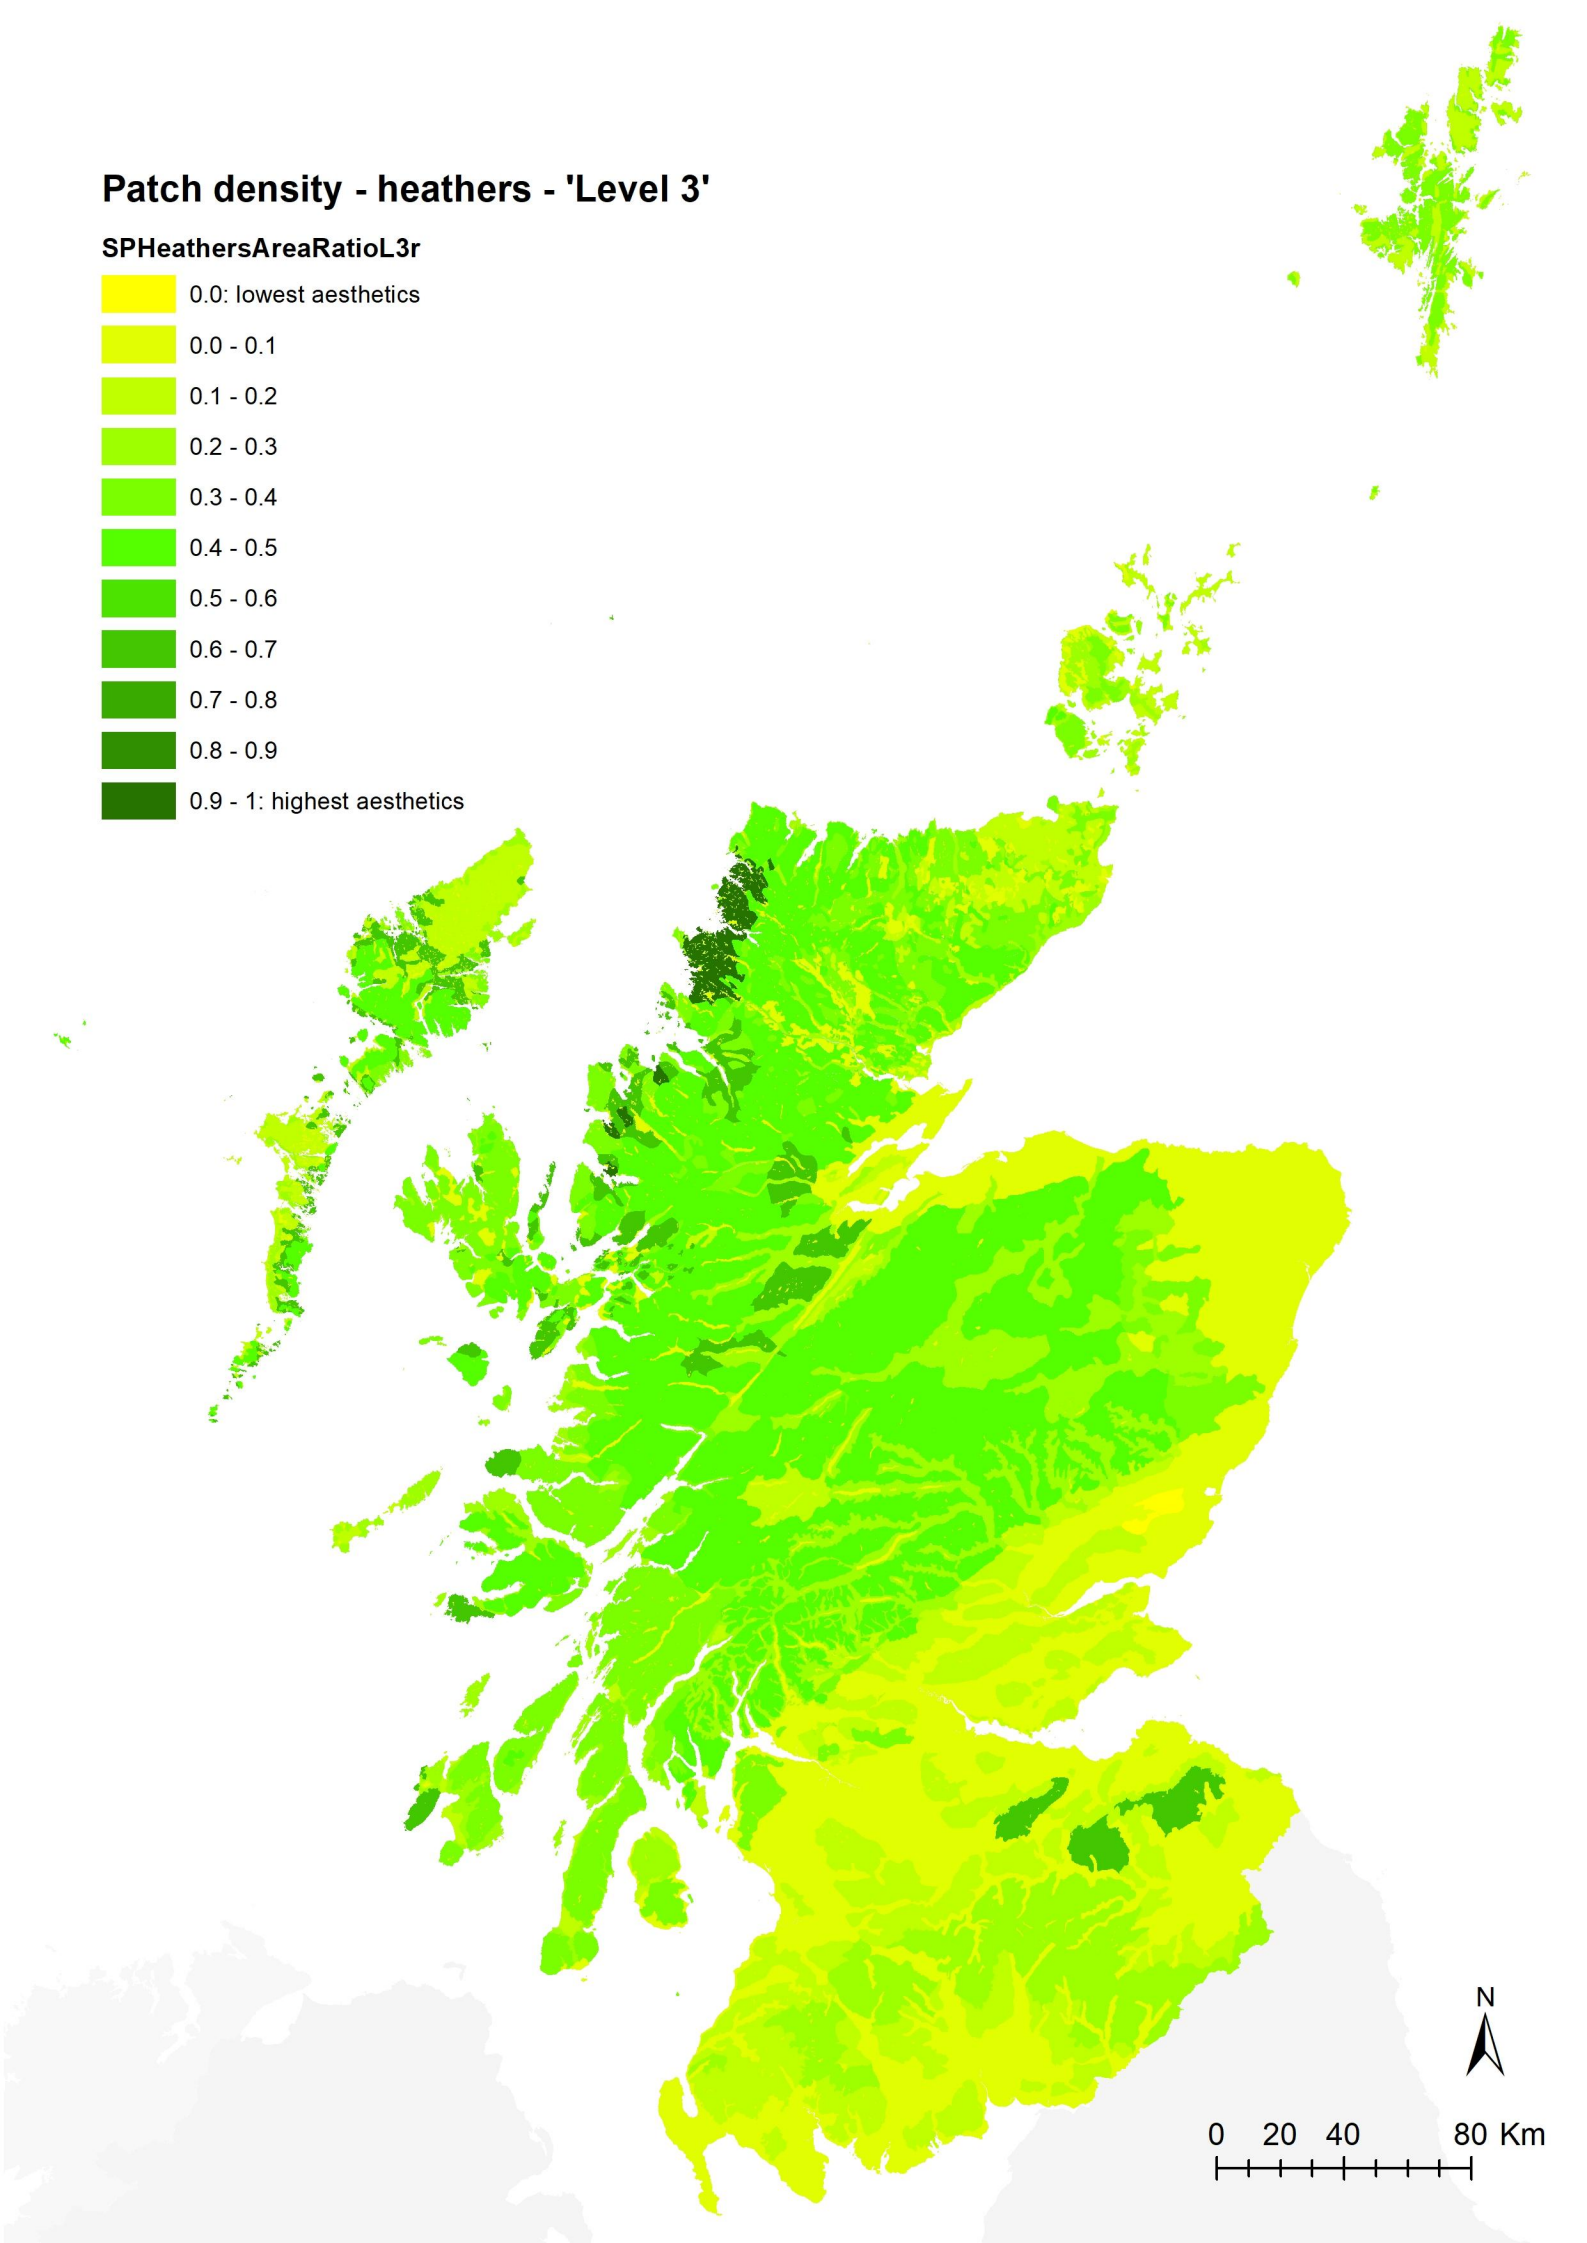 Patch density - heathers - 'Level 3'
SPHeathersAreaRatioL3r
0.0: lowest aesthetics
0.0 - 0.1
0.1 - 0.2
0.2 - 0.3
0.3 - 0.4
0.4 - 0.5
0.5 - 0.6
0.6 - 0.7
0.7 - 0.8
0.8 - 0.9
0.9 - 1: highest aesthetics
N
0 20 40 80 Km